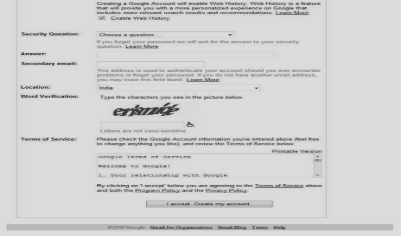 Creating a Google Account will enable Web History. Web History is a feature
that will provide you with a more personalized experience on Google that
includes more relevant search results and recommendations. Learn More
Enable Web History.
Security Question: Choose a question ...
If you forget your password we will ask for the answer to your security
question. Learn More
Answer:
Secondary email:
This address is used to authenticate your account should you ever encounter
problems or forget your password. If you do not have another email address,
you may leave this field blank. Learn More
Location: India
Word Verification: Type the characters you see in the picture below.
Letters are not case-sensitive
Terms of Service: Please check the Google Account information you've entered above (feel free
to change anything you like), and review the Terms of Service below.
Printable Version
Google Terms of Service
Welcome to Google!
1. Your relationship with Google
By clicking on 'I accept' below you are agreeing to the Terms of Service above
and both the Program Policy and the Privacy Policy.
I accept. Create my account.
©2009 Google - Gmail for Organizations - Gmail Blog - Terms - Help